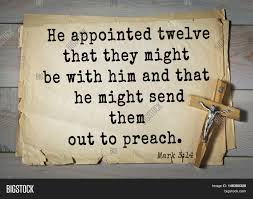 He appointed twelve
that they might
be with him and that
he might send
them
out to preach.
Mark 3:14
BIGSTOCK